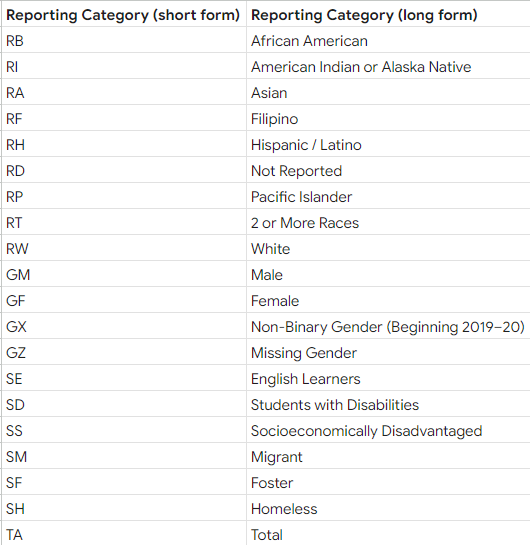 Reporting Category (short form) Reporting Category (long form)
RB African American
RI American Indian or Alaska Native
RA Asian
RF Filipino
RH Hispanic / Latino
RD Not Reported
RP Pacific Islander
RT 2 or More Races
RW White
GM Male
GF Female
GX Non-Binary Gender (Beginning 2019–20)
GZ Missing Gender
SE English Learners
SD Students with Disabilities
SS Socioeconomically Disadvantaged
SM Migrant
SF Foster
SH Homeless
TA Total